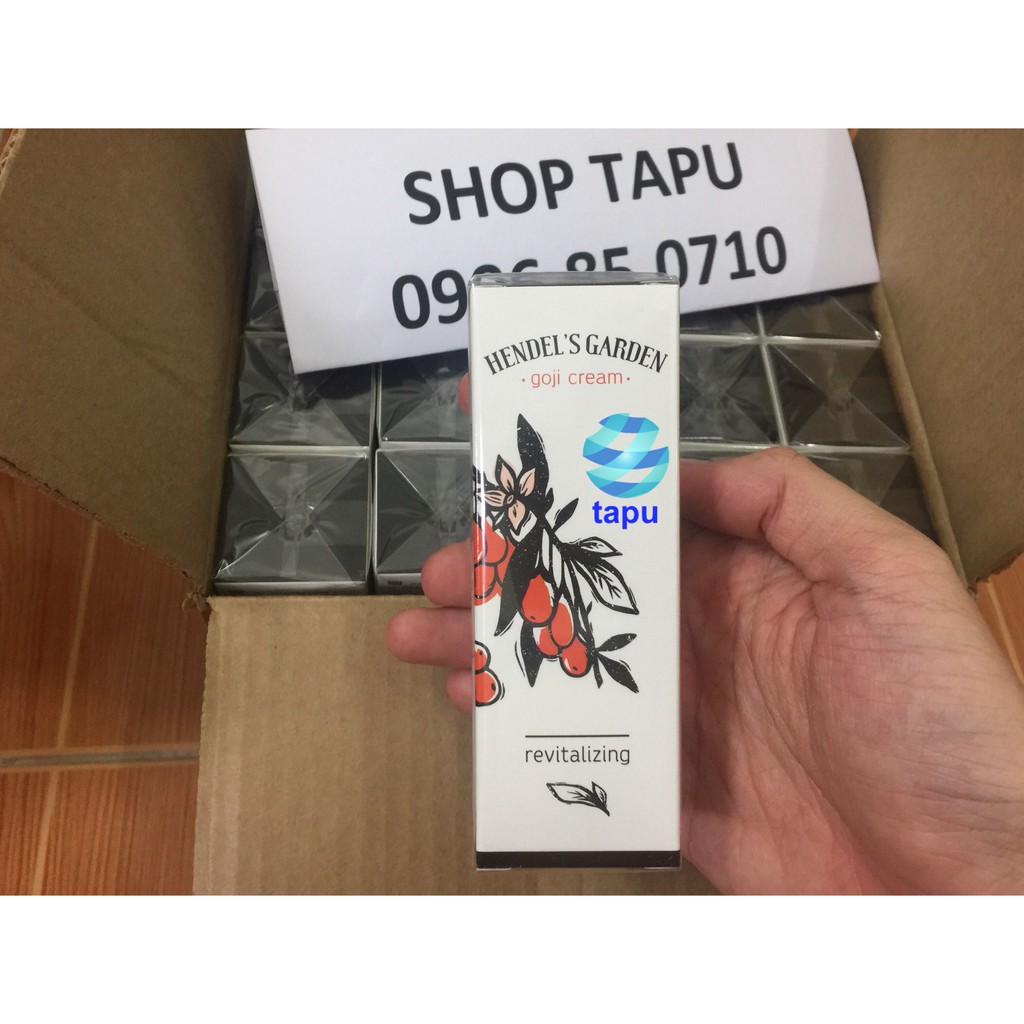 SHOP TAPU
85 0710
HENDEL'S GARDEN
· goji cream ·
tapu
revitalizing